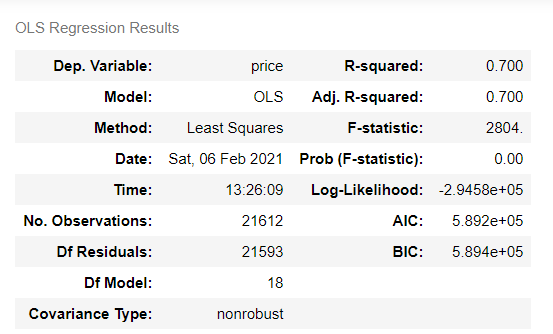 OLS Regression Results
Dep. Variable: price R-squared: 0.700
Model: OLS Adj. R-squared: 0.700
Method: Least Squares F-statistic: 2804.
Date: Sat, 06 Feb 2021 Prob (F-statistic): 0.00
Time: 13:26:09 Log-Likelihood: -2.9458e+05
No. Observations: 21612 AIC: 5.892e+05
Df Residuals: 21593 BIC: 5.894e+05
Df Model: 18
Covariance Type: nonrobust